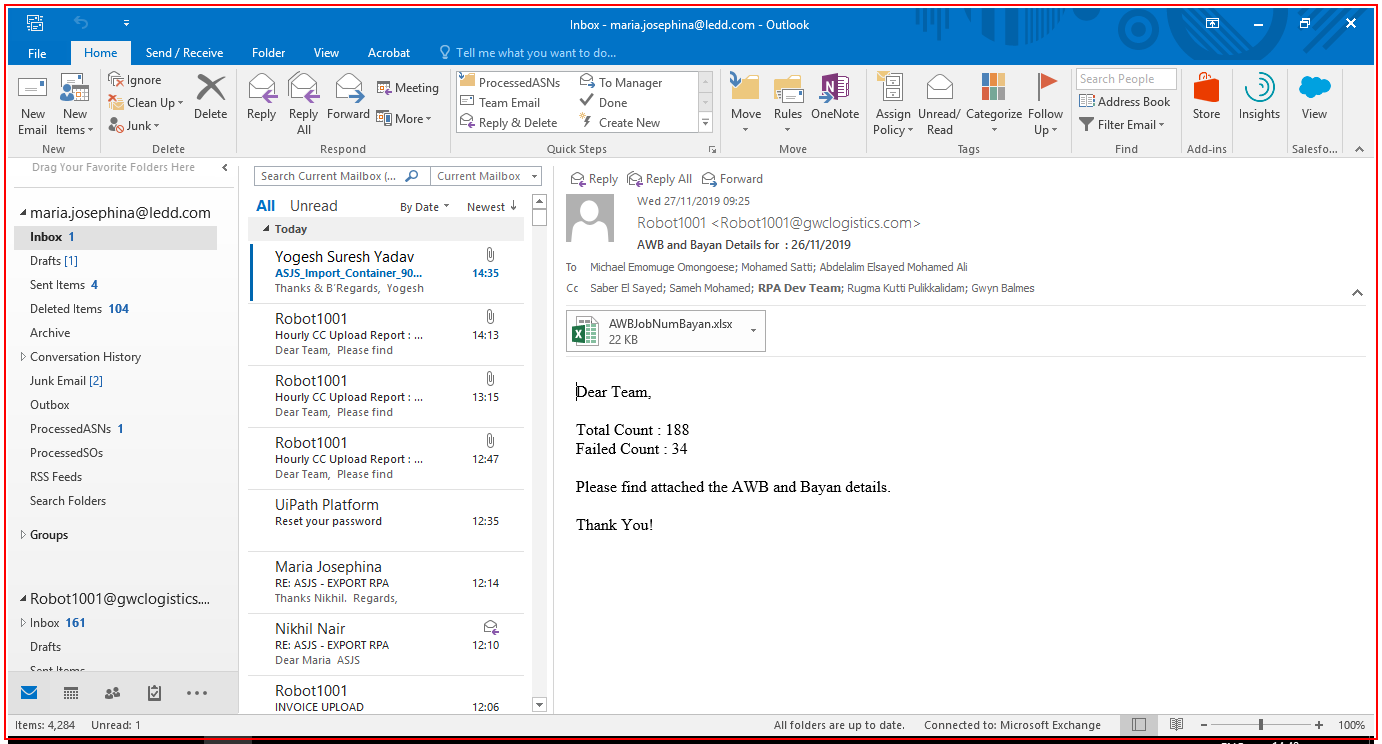 Inbox - maria.josephina@ledd.com - Outlook
File Home Send / Receive Folder View Acrobat Tell me what you want to do...
New Email
New Items
New
Ignore
Clean Up
Junk
Delete
Delete
Reply
Reply All
Forward
Meeting
More
Respond
ProcessedASNs
Team Email
Reply & Delete
To Manager
Done
Create New
Quick Steps
Move
Rules
OneNote
Move
Assign Policy
Unread/ Read
Categorize
Follow Up
Tags
Search People
Address Book
Filter Email
Find
Store
Add-ins
Insights
View
Salesfo...
Drag Your Favorite Folders Here
maria.josephina@ledd.com
Inbox 1
Drafts [1]
Sent Items 4
Deleted Items 104
Archive
Conversation History
Junk Email [2]
Outbox
ProcessedASNs 1
ProcessedSOs
RSS Feeds
Search Folders
Groups
Robot1001@gwclogistics....
Inbox 161
Drafts
Sent Items
Search Current Mailbox (... Current Mailbox
All Unread By Date Newest ↓
Today
Yogesh Suresh Yadav
ASJS_Import_Container_90... 14:35
Thanks & B'Regards, Yogesh
Robot1001
Hourly CC Upload Report : ... 14:13
Dear Team, Please find
Robot1001
Hourly CC Upload Report : ... 13:15
Dear Team, Please find
Robot1001
Hourly CC Upload Report : ... 12:47
Dear Team, Please find
UiPath Platform
Reset your password 12:35
Maria Josephina
RE: ASJS - EXPORT RPA 12:14
Thanks Nikhil. Regards,
Nikhil Nair
RE: ASJS - EXPORT RPA 12:10
Dear Maria ASJS
Robot1001
INVOICE UPLOAD 12:06
Reply Reply All Forward
Wed 27/11/2019 09:25
Robot1001 <Robot1001@gwclogistics.com>
AWB and Bayan Details for : 26/11/2019
To Michael Emomuge Omongoese; Mohamed Satti; Abdelalim Elsayed Mohamed Ali
Cc Saber El Sayed; Sameh Mohamed; RPA Dev Team; Rugma Kutti Pulikkalidam; Gwyn Balmes
AWBJobNumBayan.xlsx
22 KB
Dear Team,
Total Count : 188
Failed Count : 34
Please find attached the AWB and Bayan details.
Thank You!
Items: 4,284 Unread: 1 All folders are up to date. Connected to: Microsoft Exchange 100%